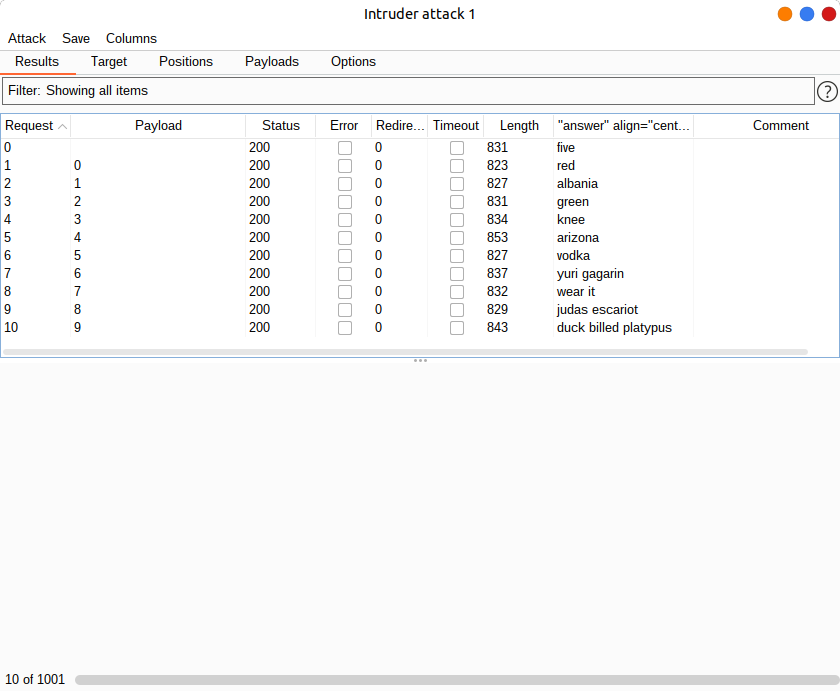 Intruder attack 1
Attack Save Columns
Results Target Positions Payloads Options
Filter: Showing all items ?
Request Payload Status Error Redire... Timeout Length "answer" align="cent... Comment
0 200 0 831 five
1 0 200 0 823 red
2 1 200 0 827 albania
3 2 200 0 831 green
4 3 200 0 834 knee
5 4 200 0 853 arizona
6 5 200 0 827 vodka
7 6 200 0 837 yuri gagarin
8 7 200 0 832 wear it
9 8 200 0 829 judas escariot
10 9 200 0 843 duck billed platypus
10 of 1001